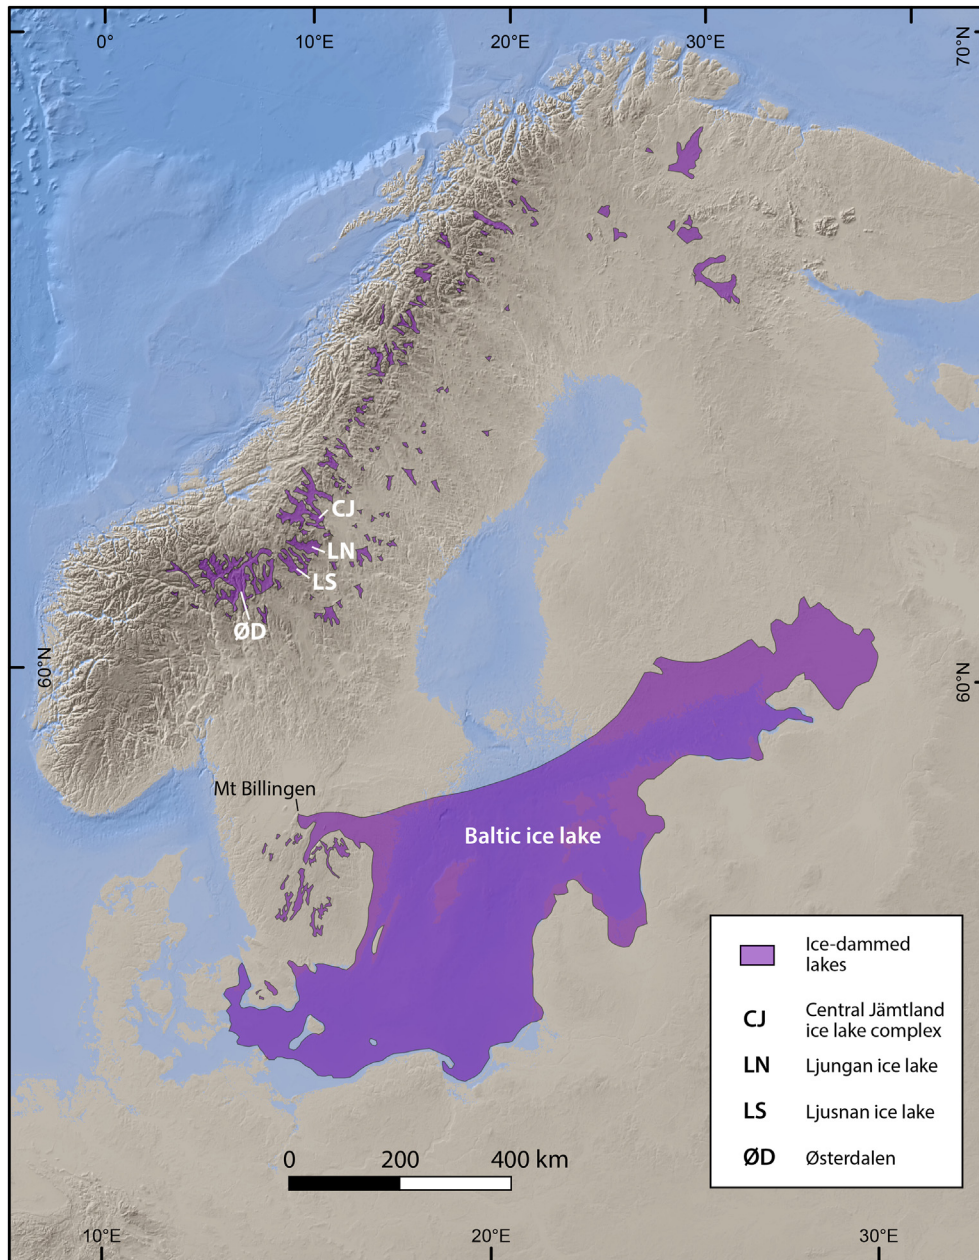 0°
10°E
20°E
30°E
70°N
CJ
LN
LS
ØD
60°N
60°N
Mt Billingen
Baltic ice lake
Ice-dammed
lakes
CJ Central Jämtland
ice lake complex
LN Ljungan ice lake
LS Ljusnan ice lake
ØD Østerdalen
0 200 400 km
10°E
20°E
30°E